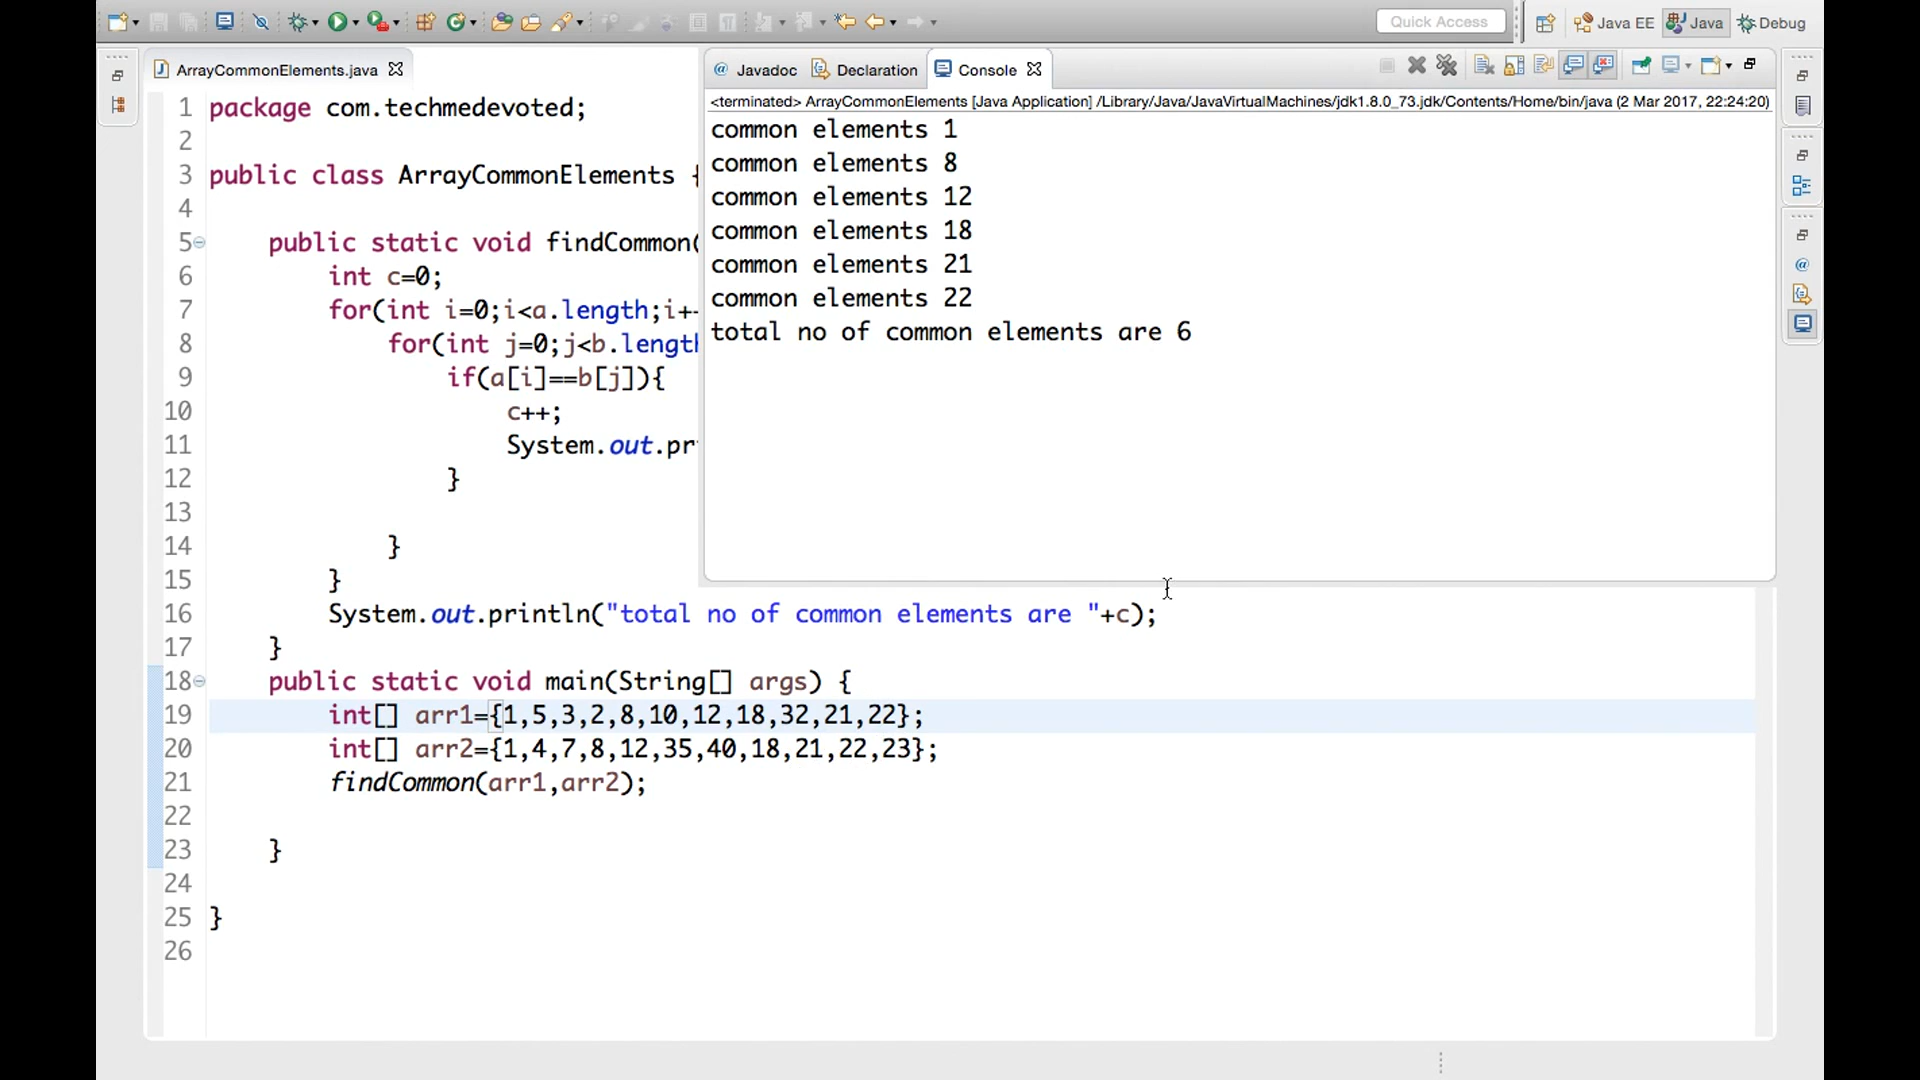 Quick Access
Java EE
Java
Debug
ArrayCommonElements.java
Javadoc
Declaration
Console
<terminated> ArrayCommonElements [Java Application] /Library/Java/JavaVirtualMachines/jdk1.8.0_73.jdk/Contents/Home/bin/java (2 Mar 2017, 22:24:20)
common elements 1
common elements 8
common elements 12
common elements 18
common elements 21
common elements 22
total no of common elements are 6
1 package com.techmedevoted;
2
3 public class ArrayCommonElements {
4
5 public static void findCommon(
6 int c=0;
7 for(int i=0;i<a.length;i+
8 for(int j=0;j<b.length
9 if(a[i]==b[j]){
10 c++;
11 System.out.pr
12 }
13
14 }
15 }
16 System.out.println("total no of common elements are "+c);
17 }
18 public static void main(String[] args) {
19 int[] arr1={1,5,3,2,8,10,12,18,32,21,22};
20 int[] arr2={1,4,7,8,12,35,40,18,21,22,23};
21 findCommon(arr1,arr2);
22
23 }
24
25 }
26